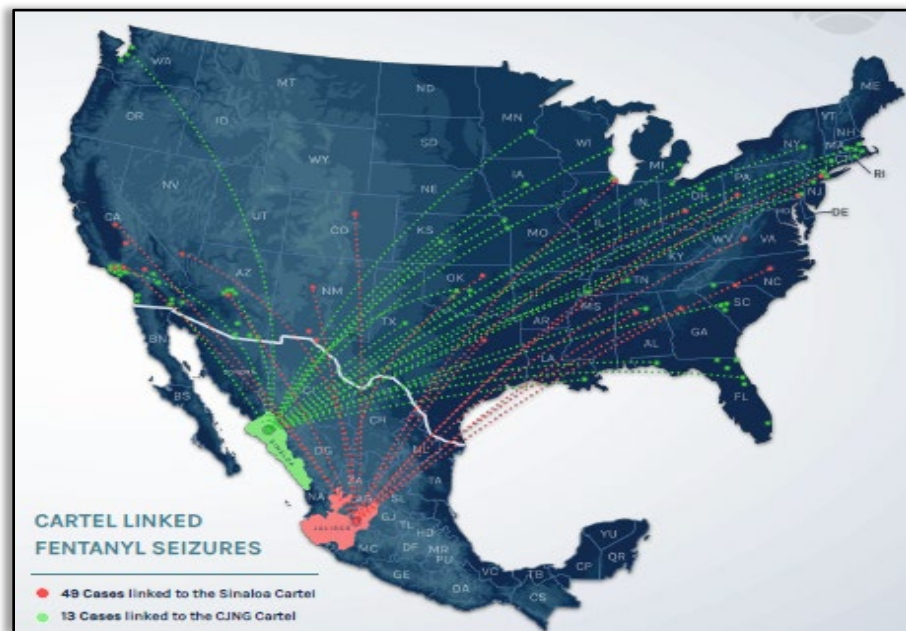 WA
MT
ND
MN
ME
OR
ID
WI
VT
NH
NY
MA
SD
WY
MI
CT
RI
IA
PA
NJ
NV
NE
OH
DE
UT
IL
IN
CA
CO
WV
VA
KS
MO
KY
AZ
NM
OK
TN
NC
AR
MS
SC
TX
AL
GA
LA
BN
BS
CH
FL
SINALOA
DG
NL
TA
ZA
NA
SL
GJ
JALISCO
MC
DF
TL
HD
MR
PU
GE
OA
VC
TB
CS
CP
YU
QR
CARTEL LINKED
FENTANYL SEIZURES
49 Cases linked to the Sinaloa Cartel
13 Cases linked to the CJNG Cartel